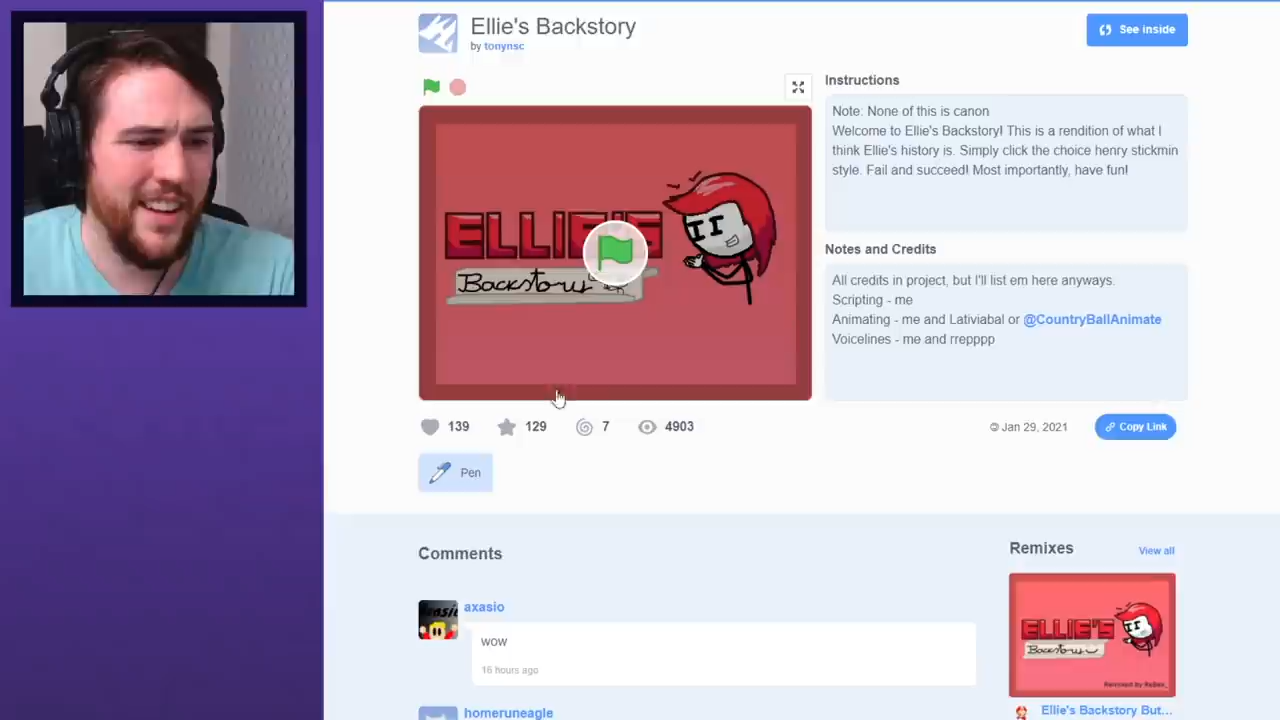 Ellie's Backstory
by tonynsc
See inside
Instructions
Note: None of this is canon
Welcome to Ellie's Backstory! This is a rendition of what I
think Ellie's history is. Simply click the choice henry stickmin
style. Fail and succeed! Most importantly, have fun!
ELLIE'S
Backstory
Notes and Credits
All credits in project, but I'll list em here anyways.
Scripting - me
Animating - me and Lativiabal or @CountryBallAnimate
Voicelines - me and rrepppp
139
129
7
4903
© Jan 29, 2021
Copy Link
Pen
Comments
Remixes
View all
axasio
wow
16 hours ago
ELLIE'S
Backstory
homeruneagle
Ellie's Backstory But...